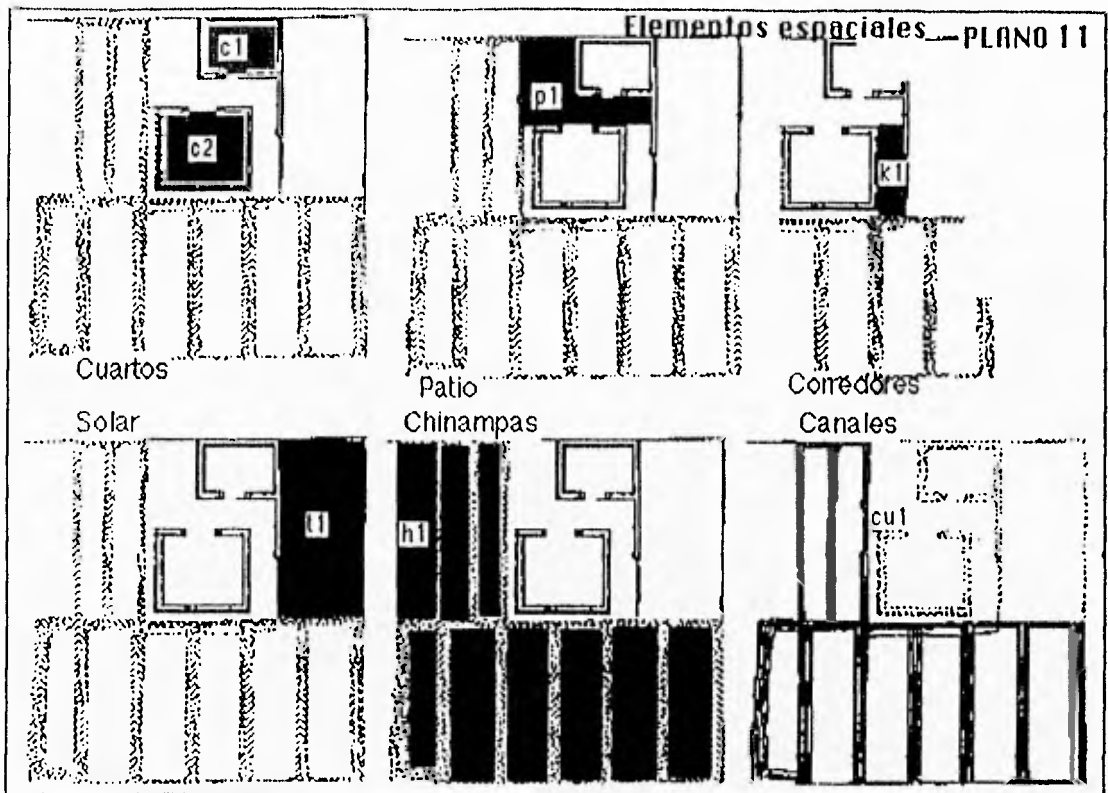 Elementos espaciales — PLANO 11
c1
c2
p1
k1
Cuartos
Patio
Corredores
Solar
Chinampas
Canales
t1
h1
cu1